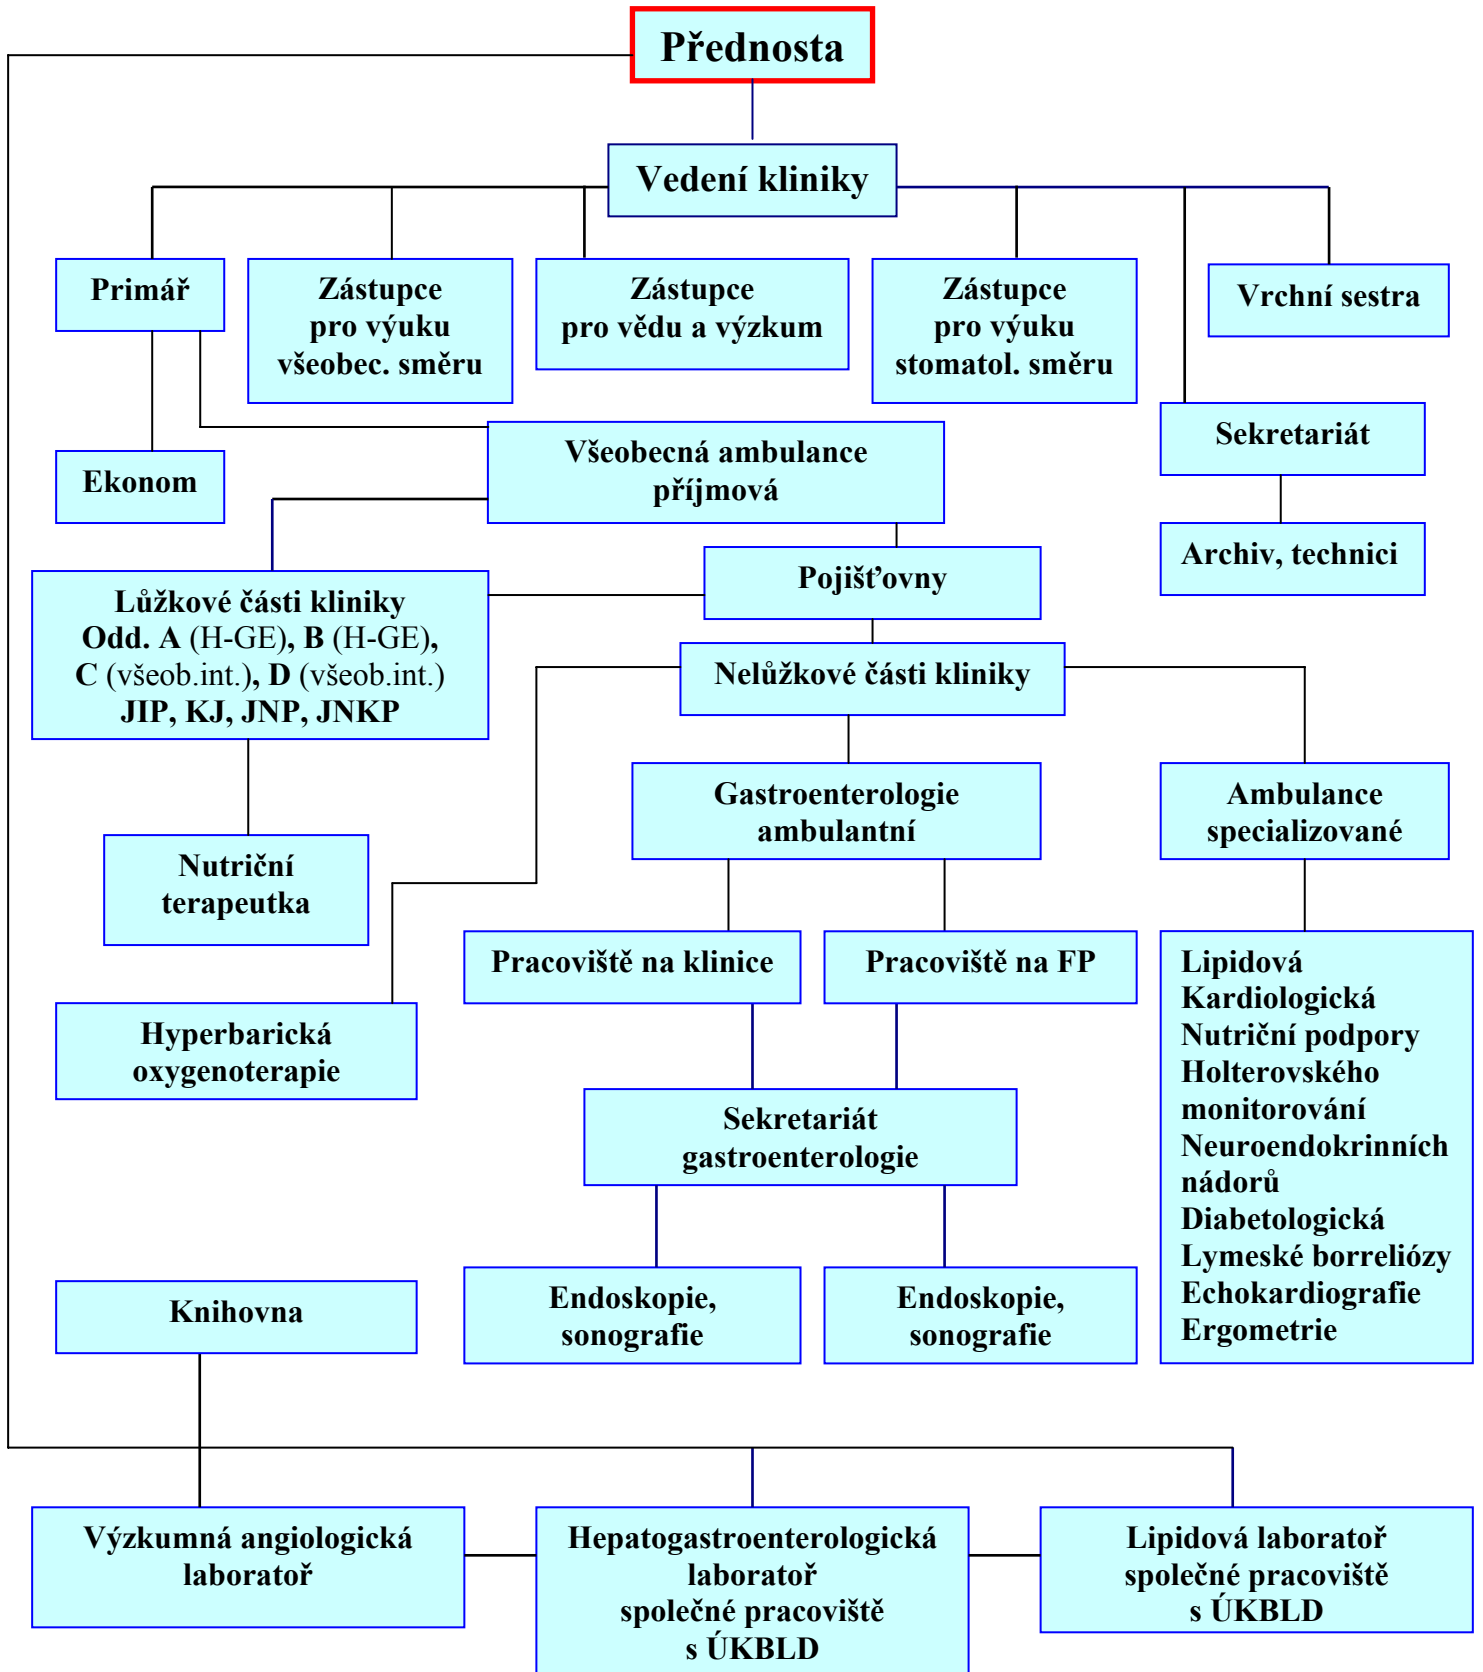 Přednosta
Vedení kliniky
Primář
Zástupce
pro výuku
všeobec. směru
Zástupce
pro vědu a výzkum
Zástupce
pro výuku
stomatol. směru
Vrchní sestra
Sekretariát
Všeobecná ambulance
příjmová
Ekonom
Archiv, technici
Pojišťovny
Lůžkové části kliniky
Odd. A (H-GE), B (H-GE),
C (všeob.int.), D (všeob.int.)
JIP, KJ, JNP, JNKP
Nelůžkové části kliniky
Gastroenterologie
ambulantní
Ambulance
specializované
Nutriční
terapeutka
Pracoviště na klinice
Pracoviště na FP
Lipidová
Kardiologická
Nutriční podpory
Holterovského
monitorování
Neuroendokrinních
nádorů
Diabetologická
Lymeské borreliózy
Echokardiografie
Ergometrie
Hyperbarická
oxygenoterapie
Sekretariát
gastroenterologie
Endoskopie,
sonografie
Endoskopie,
sonografie
Knihovna
Výzkumná angiologická
laboratoř
Hepatogastroenterologická
laboratoř
společné pracoviště
s ÚKBLD
Lipidová laboratoř
společné pracoviště
s ÚKBLD